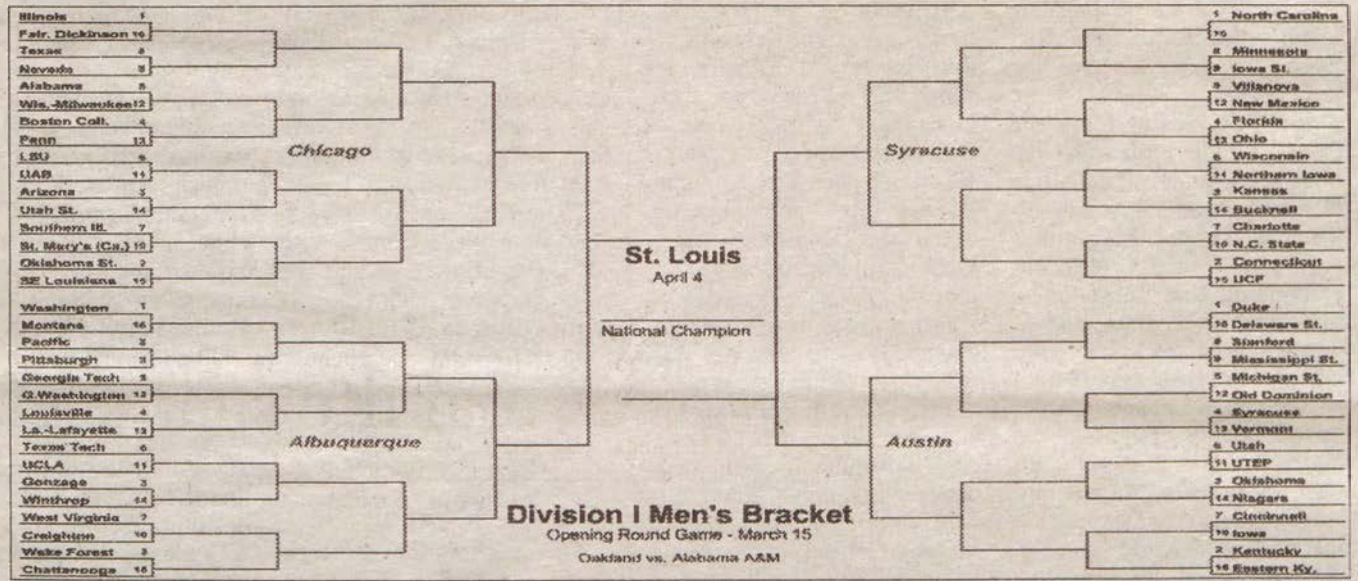 Illinois 1
Fair. Dickinson 16
Texas 8
Nevada 9
Alabama 5
Wis.-Milwaukee 12
Boston Coll. 4
Penn 13
LSU 6
UAB 11
Arizona 3
Utah St. 14
Southern Ill. 7
St. Mary's (Ca.) 10
Oklahoma St. 2
SE Louisiana 15
Chicago
Washington 1
Montana 16
Pacific 8
Pittsburgh 9
Georgia Tech 5
G.Washington 12
Louisville 4
La.-Lafayette 13
Texas Tech 6
UCLA 11
Gonzaga 3
Winthrop 14
West Virginia 7
Creighton 10
Wake Forest 2
Chattanooga 15
Albuquerque
St. Louis
April 4
National Champion
Division I Men's Bracket
Opening Round Game - March 15
Oakland vs. Alabama A&M
1 North Carolina
16
8 Minnesota
9 Iowa St.
5 Villanova
12 New Mexico
4 Florida
13 Ohio
6 Wisconsin
11 Northern Iowa
3 Kansas
14 Bucknell
7 Charlotte
10 N.C. State
2 Connecticut
15 UCF
Syracuse
1 Duke
16 Delaware St.
8 Stanford
9 Mississippi St.
5 Michigan St.
12 Old Dominion
4 Syracuse
13 Vermont
6 Utah
11 UTEP
3 Oklahoma
14 Niagara
7 Cincinnati
10 Iowa
2 Kentucky
15 Eastern Ky.
Austin